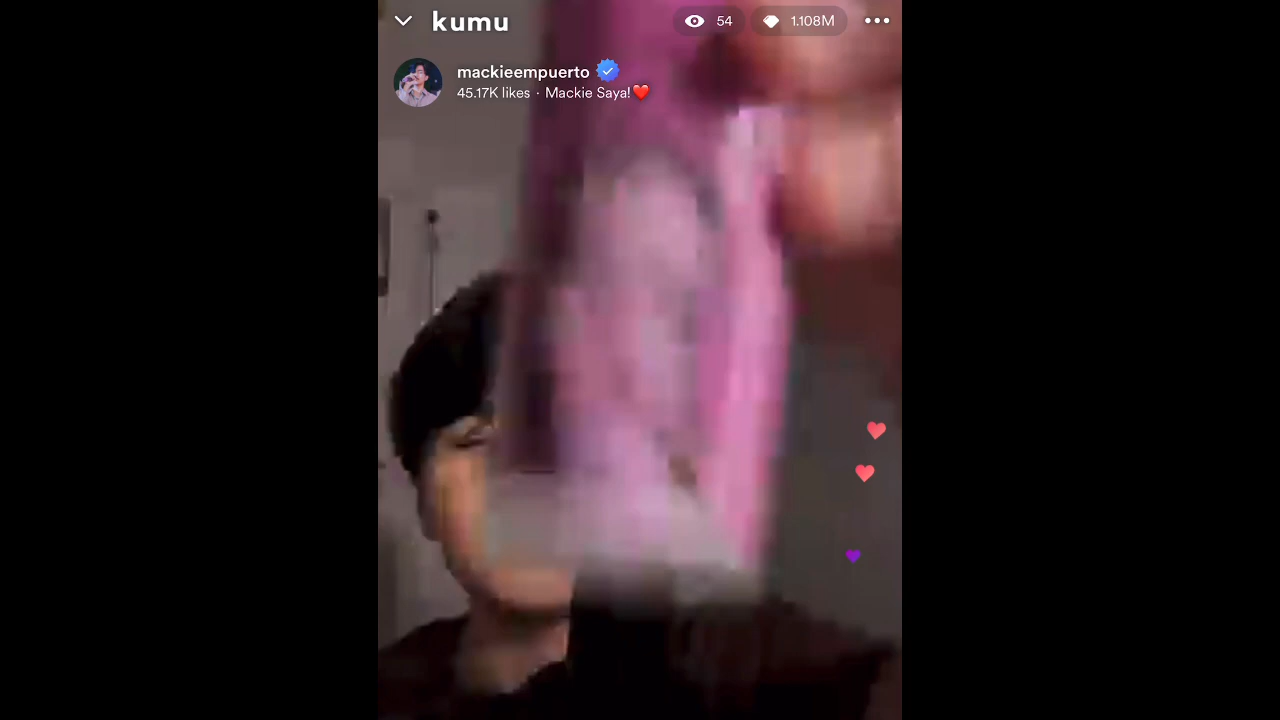 kumu
54
1.108M
mackieempuerto
45.17K likes · Mackie Saya!❤️